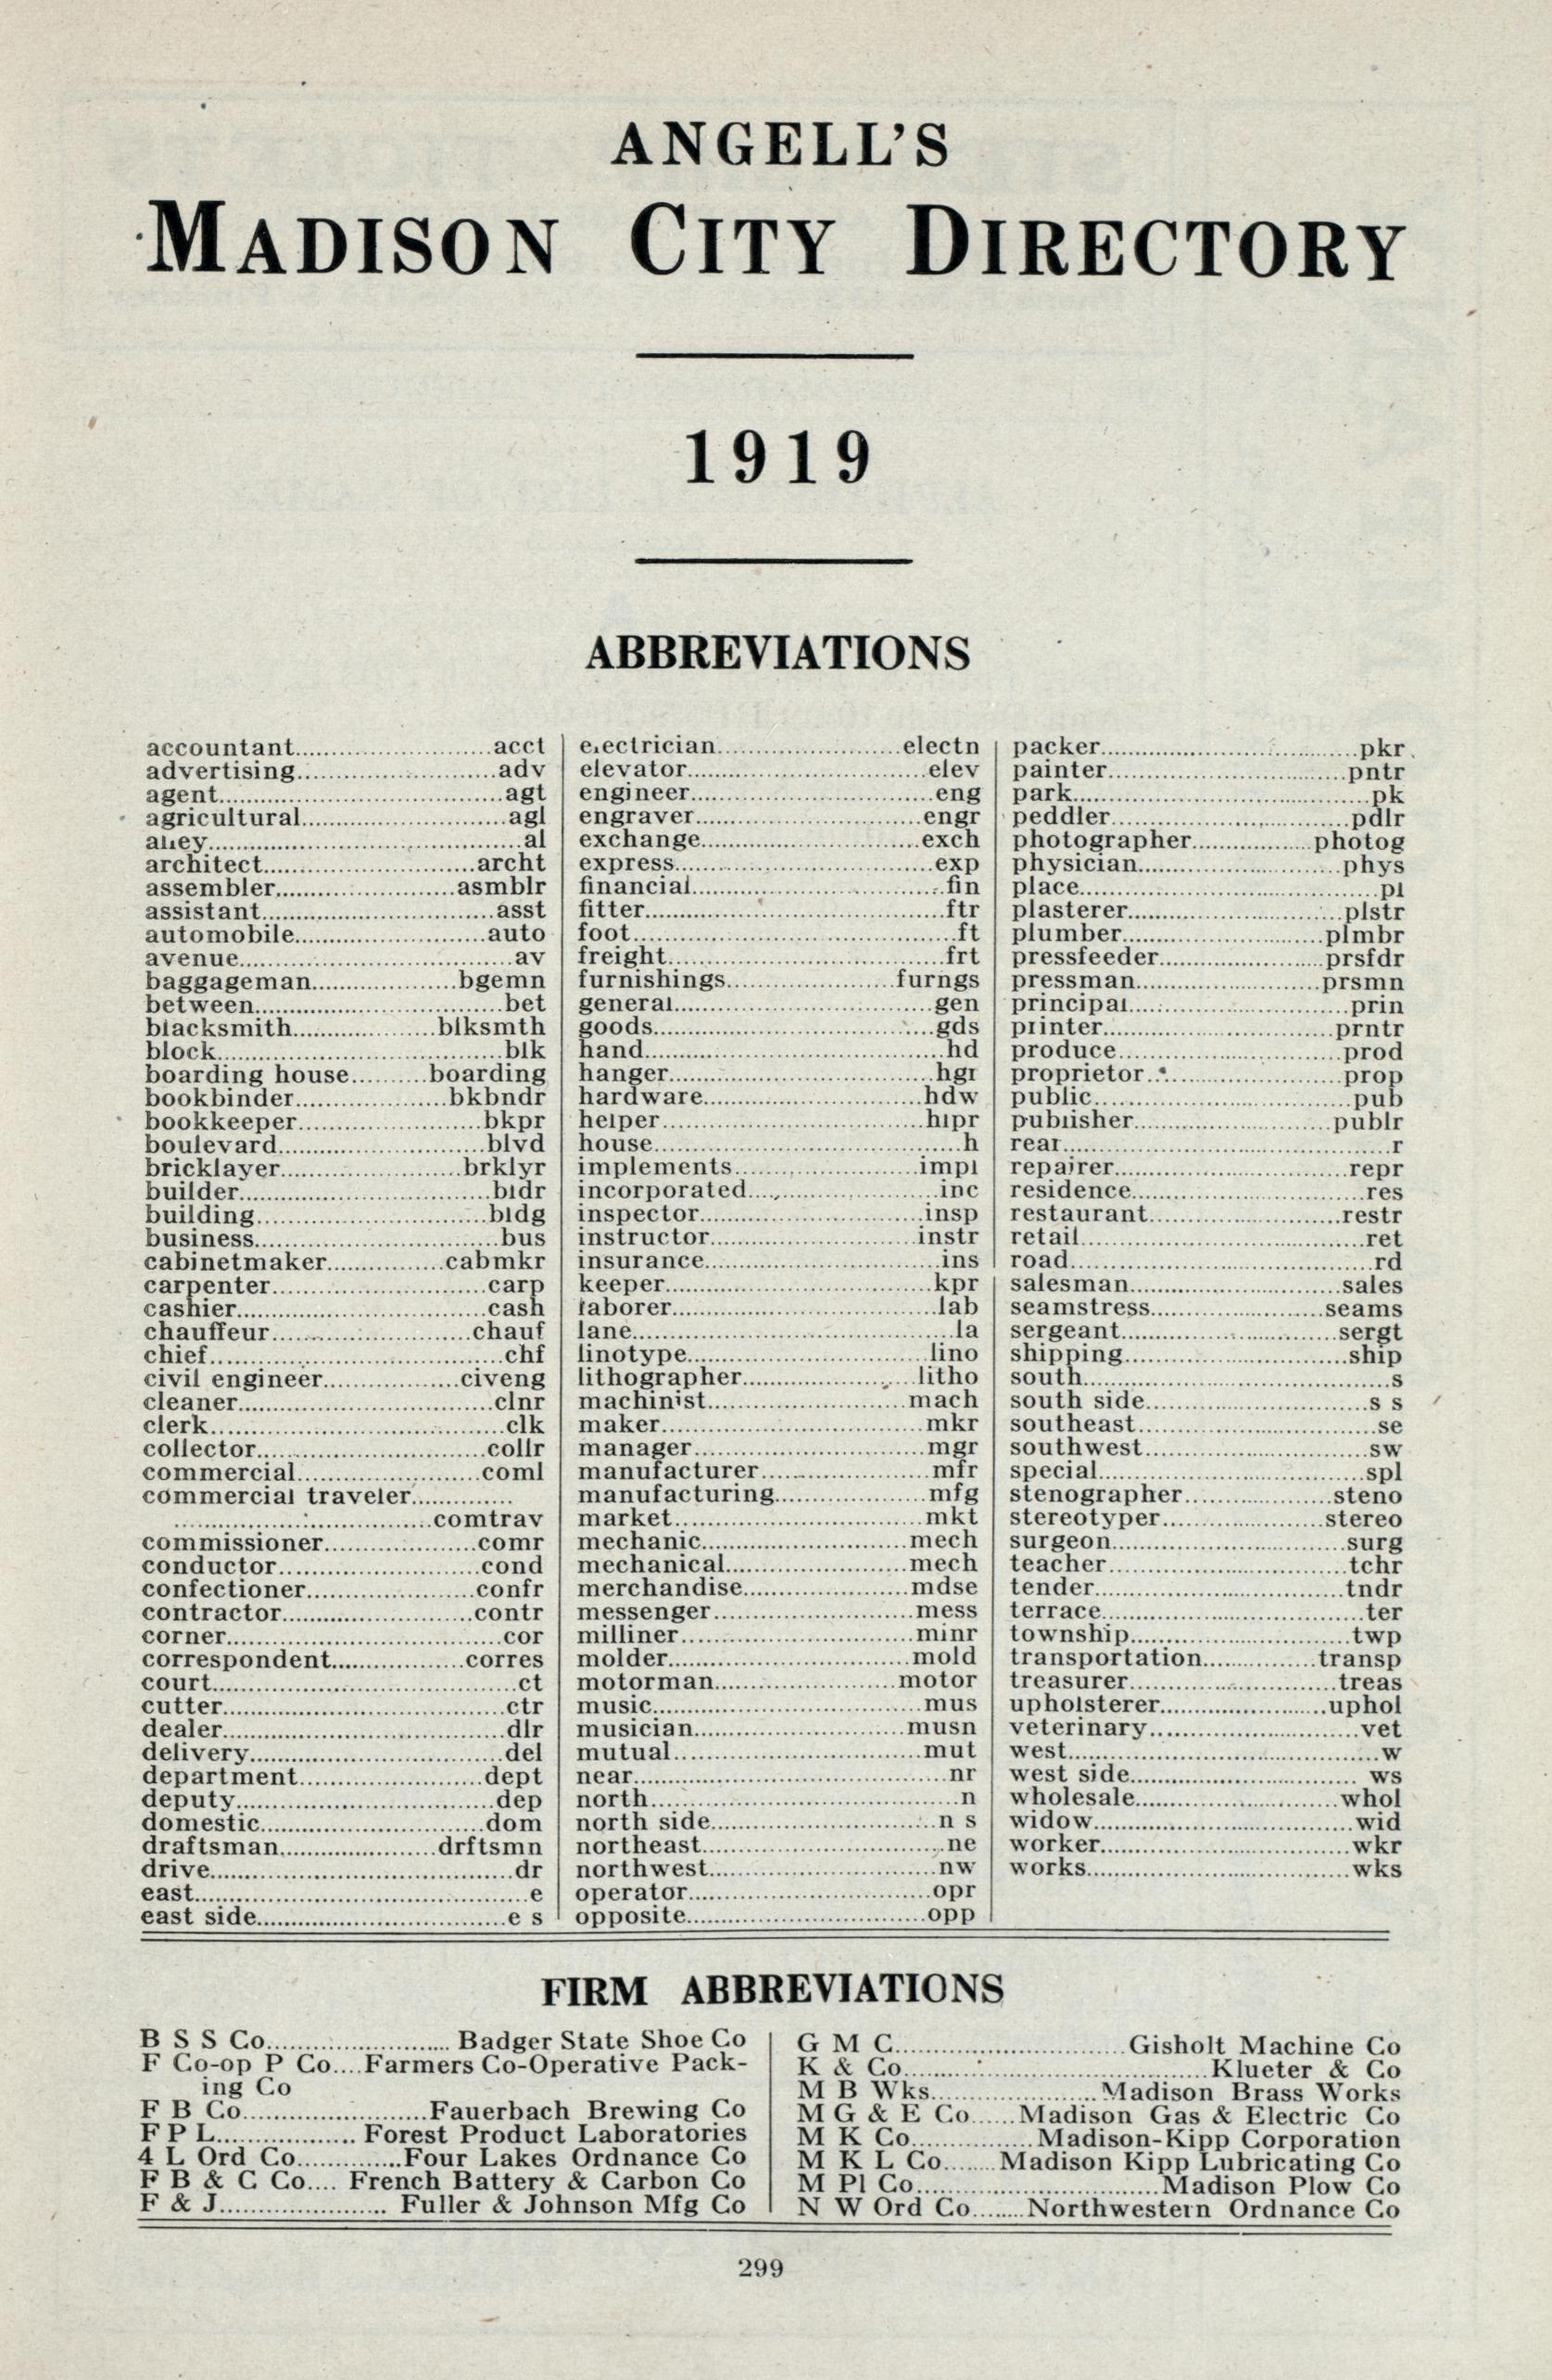 ANGELL'S
MADISON CITY DIRECTORY
1919
ABBREVIATIONS
accountant acct
advertising adv
agent agt
agricultural agl
alley al
architect archt
assembler asmblr
assistant asst
automobile auto
avenue av
baggageman bgemn
between bet
blacksmith blksmth
block blk
boarding house boarding
bookbinder bkbndr
bookkeeper bkpr
boulevard blvd
bricklayer brklyr
builder bldr
building bldg
business bus
cabinetmaker cabmkr
carpenter carp
cashier cash
chauffeur chauf
chief chf
civil engineer civeng
cleaner clnr
clerk clk
collector collr
commercial coml
commercial traveler
comtrav
commissioner comr
conductor cond
confectioner confr
contractor contr
corner cor
correspondent corres
court ct
cutter ctr
dealer dlr
delivery del
department dept
deputy dep
domestic dom
draftsman drftsmn
drive dr
east e
east side e s
electrician electn
elevator elev
engineer eng
engraver engr
exchange exch
express exp
financial fin
fitter ftr
foot ft
freight frt
furnishings furngs
general gen
goods gds
hand hd
hanger hgr
hardware hdw
helper hlpr
house h
implements impl
incorporated inc
inspector insp
instructor instr
insurance ins
keeper kpr
laborer lab
lane la
linotype lino
lithographer litho
machinist mach
maker mkr
manager mgr
manufacturer mfr
manufacturing mfg
market mkt
mechanic mech
mechanical mech
merchandise mdse
messenger mess
milliner minr
molder mold
motorman motor
music mus
musician musn
mutual mut
near nr
north n
north side n s
northeast ne
northwest nw
operator opr
opposite opp
packer pkr
painter pntr
park pk
peddler pdlr
photographer photog
physician phys
place pl
plasterer plstr
plumber plmbr
pressfeeder prsfdr
pressman prsmn
principal prin
printer prntr
produce prod
proprietor prop
public pub
publisher publr
rear r
repairer repr
residence res
restaurant restr
retail ret
road rd
salesman sales
seamstress seams
sergeant sergt
shipping ship
south s
south side s s
southeast se
southwest sw
special spl
stenographer steno
stereotyper stereo
surgeon surg
teacher tchr
tender tndr
terrace ter
township twp
transportation transp
treasurer treas
upholsterer uphol
veterinary vet
west w
west side ws
wholesale whol
widow wid
worker wkr
works wks
FIRM ABBREVIATIONS
B S S Co Badger State Shoe Co
F Co-op P Co Farmers Co-Operative Pack-
ing Co
F B Co Fauerbach Brewing Co
F P L Forest Product Laboratories
4 L Ord Co Four Lakes Ordnance Co
F B & C Co French Battery & Carbon Co
F & J Fuller & Johnson Mfg Co
G M C Gisholt Machine Co
K & Co Klueter & Co
M B Wks Madison Brass Works
M G & E Co Madison Gas & Electric Co
M K Co Madison-Kipp Corporation
M K L Co Madison Kipp Lubricating Co
M Pl Co Madison Plow Co
N W Ord Co Northwestern Ordnance Co
299